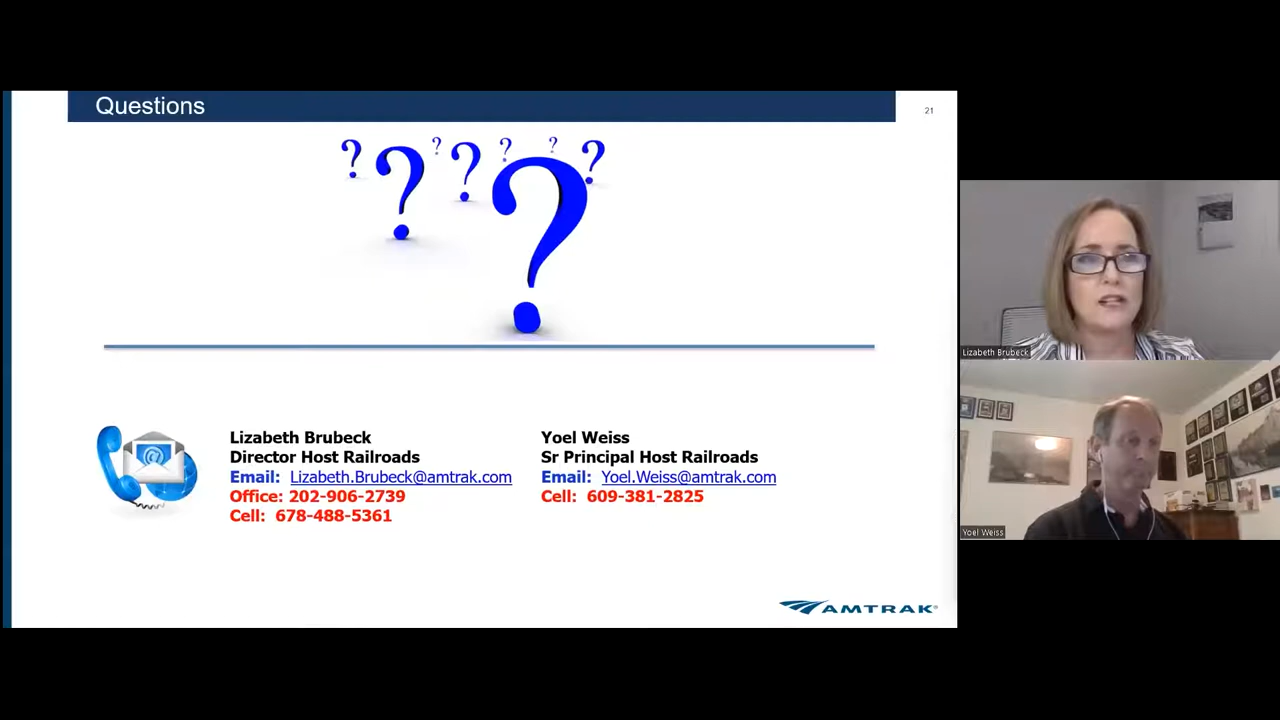 Questions
21
? ? ? ? ? ? ? ?
Lizabeth Brubeck
Director Host Railroads
Email: Lizabeth.Brubeck@amtrak.com
Office: 202-906-2739
Cell: 678-488-5361
Yoel Weiss
Sr Principal Host Railroads
Email: Yoel.Weiss@amtrak.com
Cell: 609-381-2825
@
AMTRAK®
Lizabeth Brubeck
Yoel Weiss